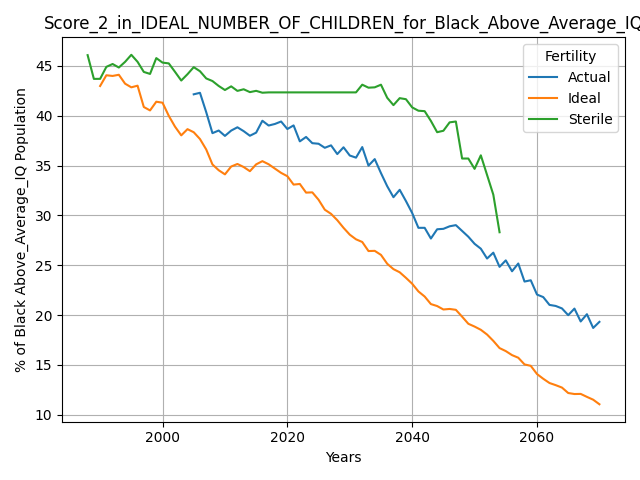 Score_2_in_IDEAL_NUMBER_OF_CHILDREN_for_Black_Above_Average_IQ
Fertility
Actual
Ideal
Sterile
% of Black Above_Average_IQ Population
45
40
35
30
25
20
15
10
2000 2020 2040 2060
Years